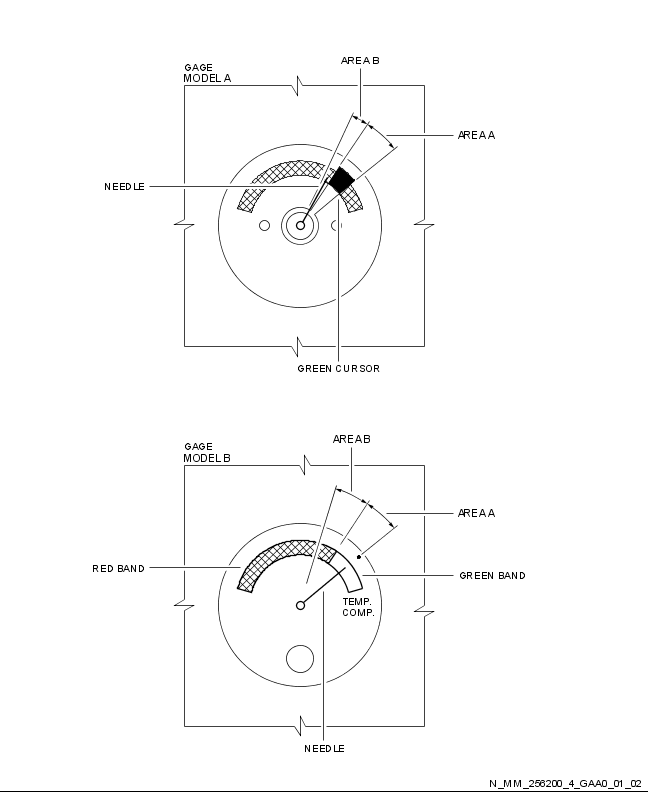 AREA B
GAGE
MODEL A
AREA A
NEEDLE
GREEN CURSOR
AREA B
GAGE
MODEL B
AREA A
RED BAND
GREEN BAND
TEMP.
COMP.
NEEDLE
N_MM_256200_4_GAA0_01_02